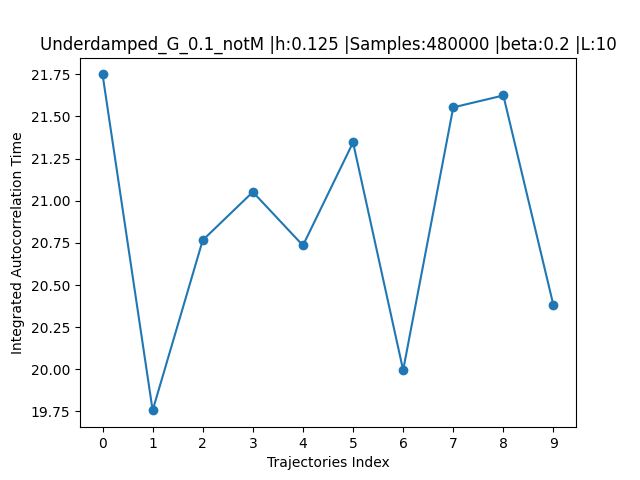 Underdamped_G_0.1_notM |h:0.125 |Samples:480000 |beta:0.2 |L:10
Integrated Autocorrelation Time
21.75
21.50
21.25
21.00
20.75
20.50
20.25
20.00
19.75
0 1 2 3 4 5 6 7 8 9
Trajectories Index